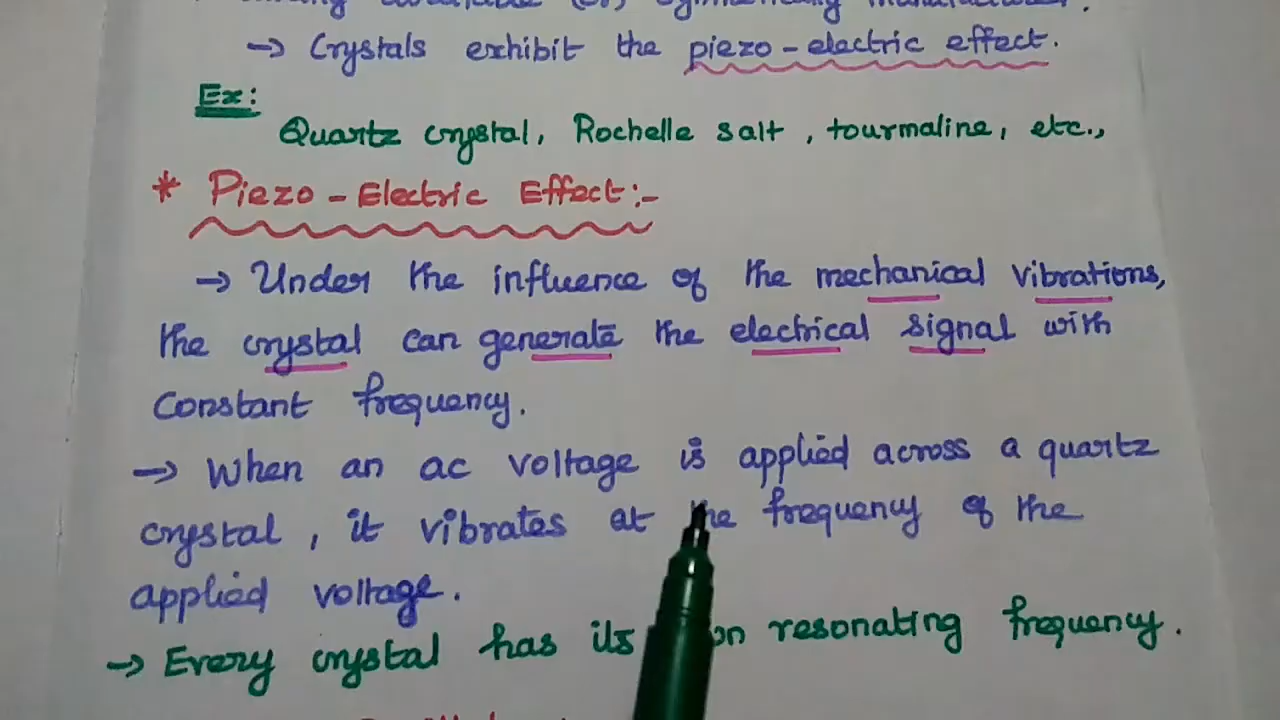 → Crystals exhibit the piezo - electric effect.
Ex:
Quartz crystal, Rochelle salt , tourmaline, etc.,
* Piezo - Electric Effect:-
→ Under the influence of the mechanical vibrations,
the crystal can generate the electrical signal with
Constant frequency.
→ When an ac voltage is applied across a quartz
crystal , it vibrates at the frequency of the
applied voltage.
→ Every crystal has its resonating frequency.